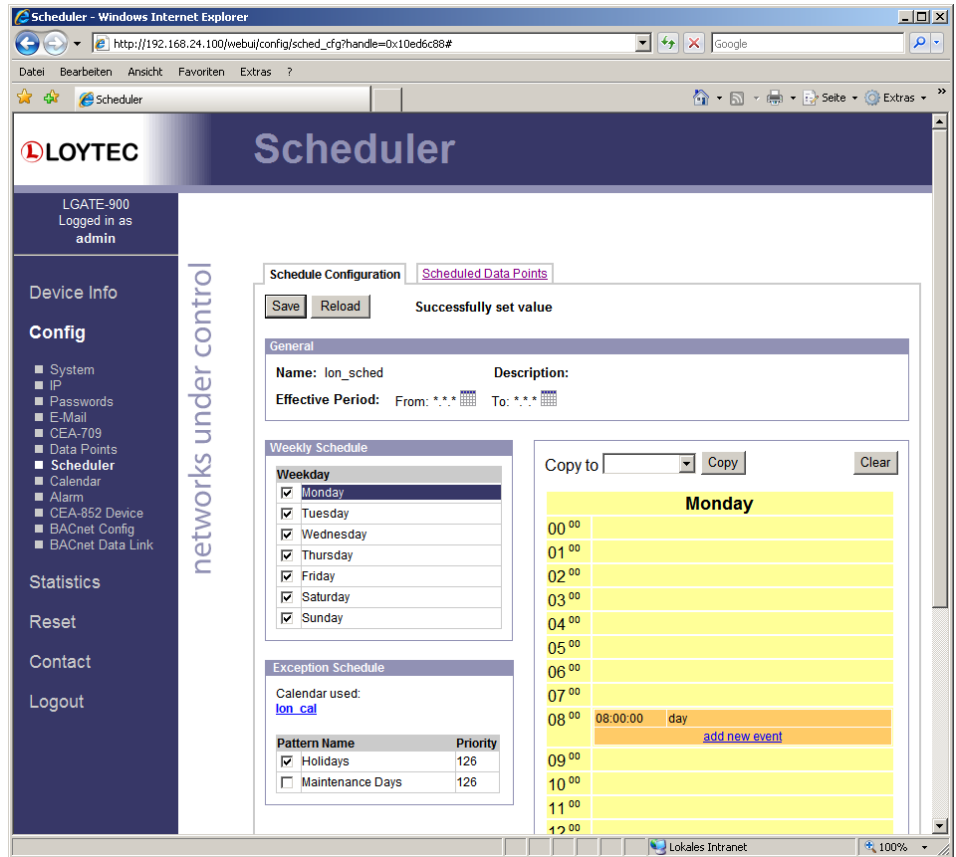 Scheduler - Windows Internet Explorer
http://192.168.24.100/webui/config/sched_cfg?handle=0x10ed6c88#
Google
Datei Bearbeiten Ansicht Favoriten Extras ?
Scheduler
Seite Extras »
LOYTEC
Scheduler
LGATE-900
Logged in as
admin
Device Info
Config
System
IP
Passwords
E-Mail
CEA-709
Data Points
Scheduler
Calendar
Alarm
CEA-852 Device
BACnet Config
BACnet Data Link
Statistics
Reset
Contact
Logout
networks under control
Schedule Configuration Scheduled Data Points
Save Reload Successfully set value
General
Name: lon_sched Description:
Effective Period: From: *.*.* To: *.*.*
Weekly Schedule
Weekday
Monday
Tuesday
Wednesday
Thursday
Friday
Saturday
Sunday
Exception Schedule
Calendar used:
lon_cal
Pattern Name Priority
Holidays 126
Maintenance Days 126
Copy to Copy Clear
Monday
00 00
01 00
02 00
03 00
04 00
05 00
06 00
07 00
08 00 08:00:00 day
add new event
09 00
10 00
11 00
12 00
Lokales Intranet 100%